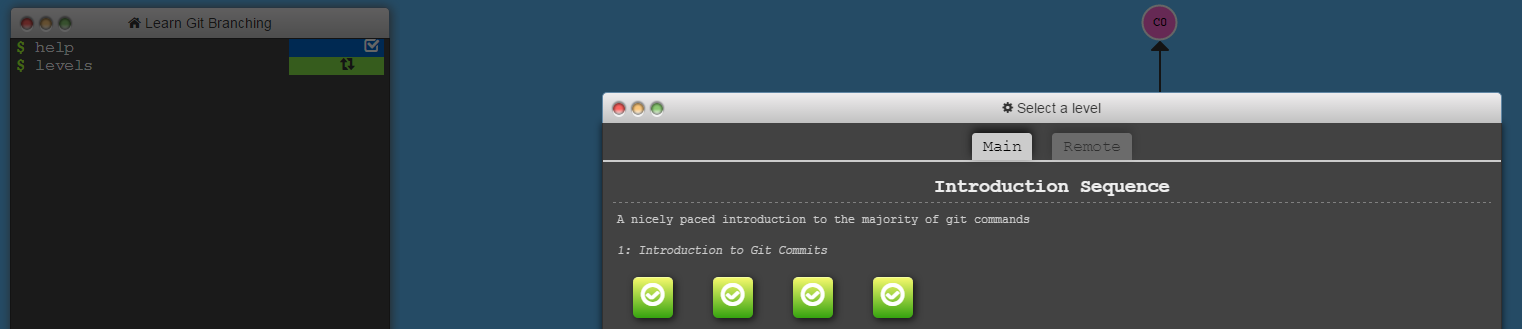 Learn Git Branching
$ help
$ levels
C0
Select a level
Main Remote
Introduction Sequence
A nicely paced introduction to the majority of git commands
1: Introduction to Git Commits